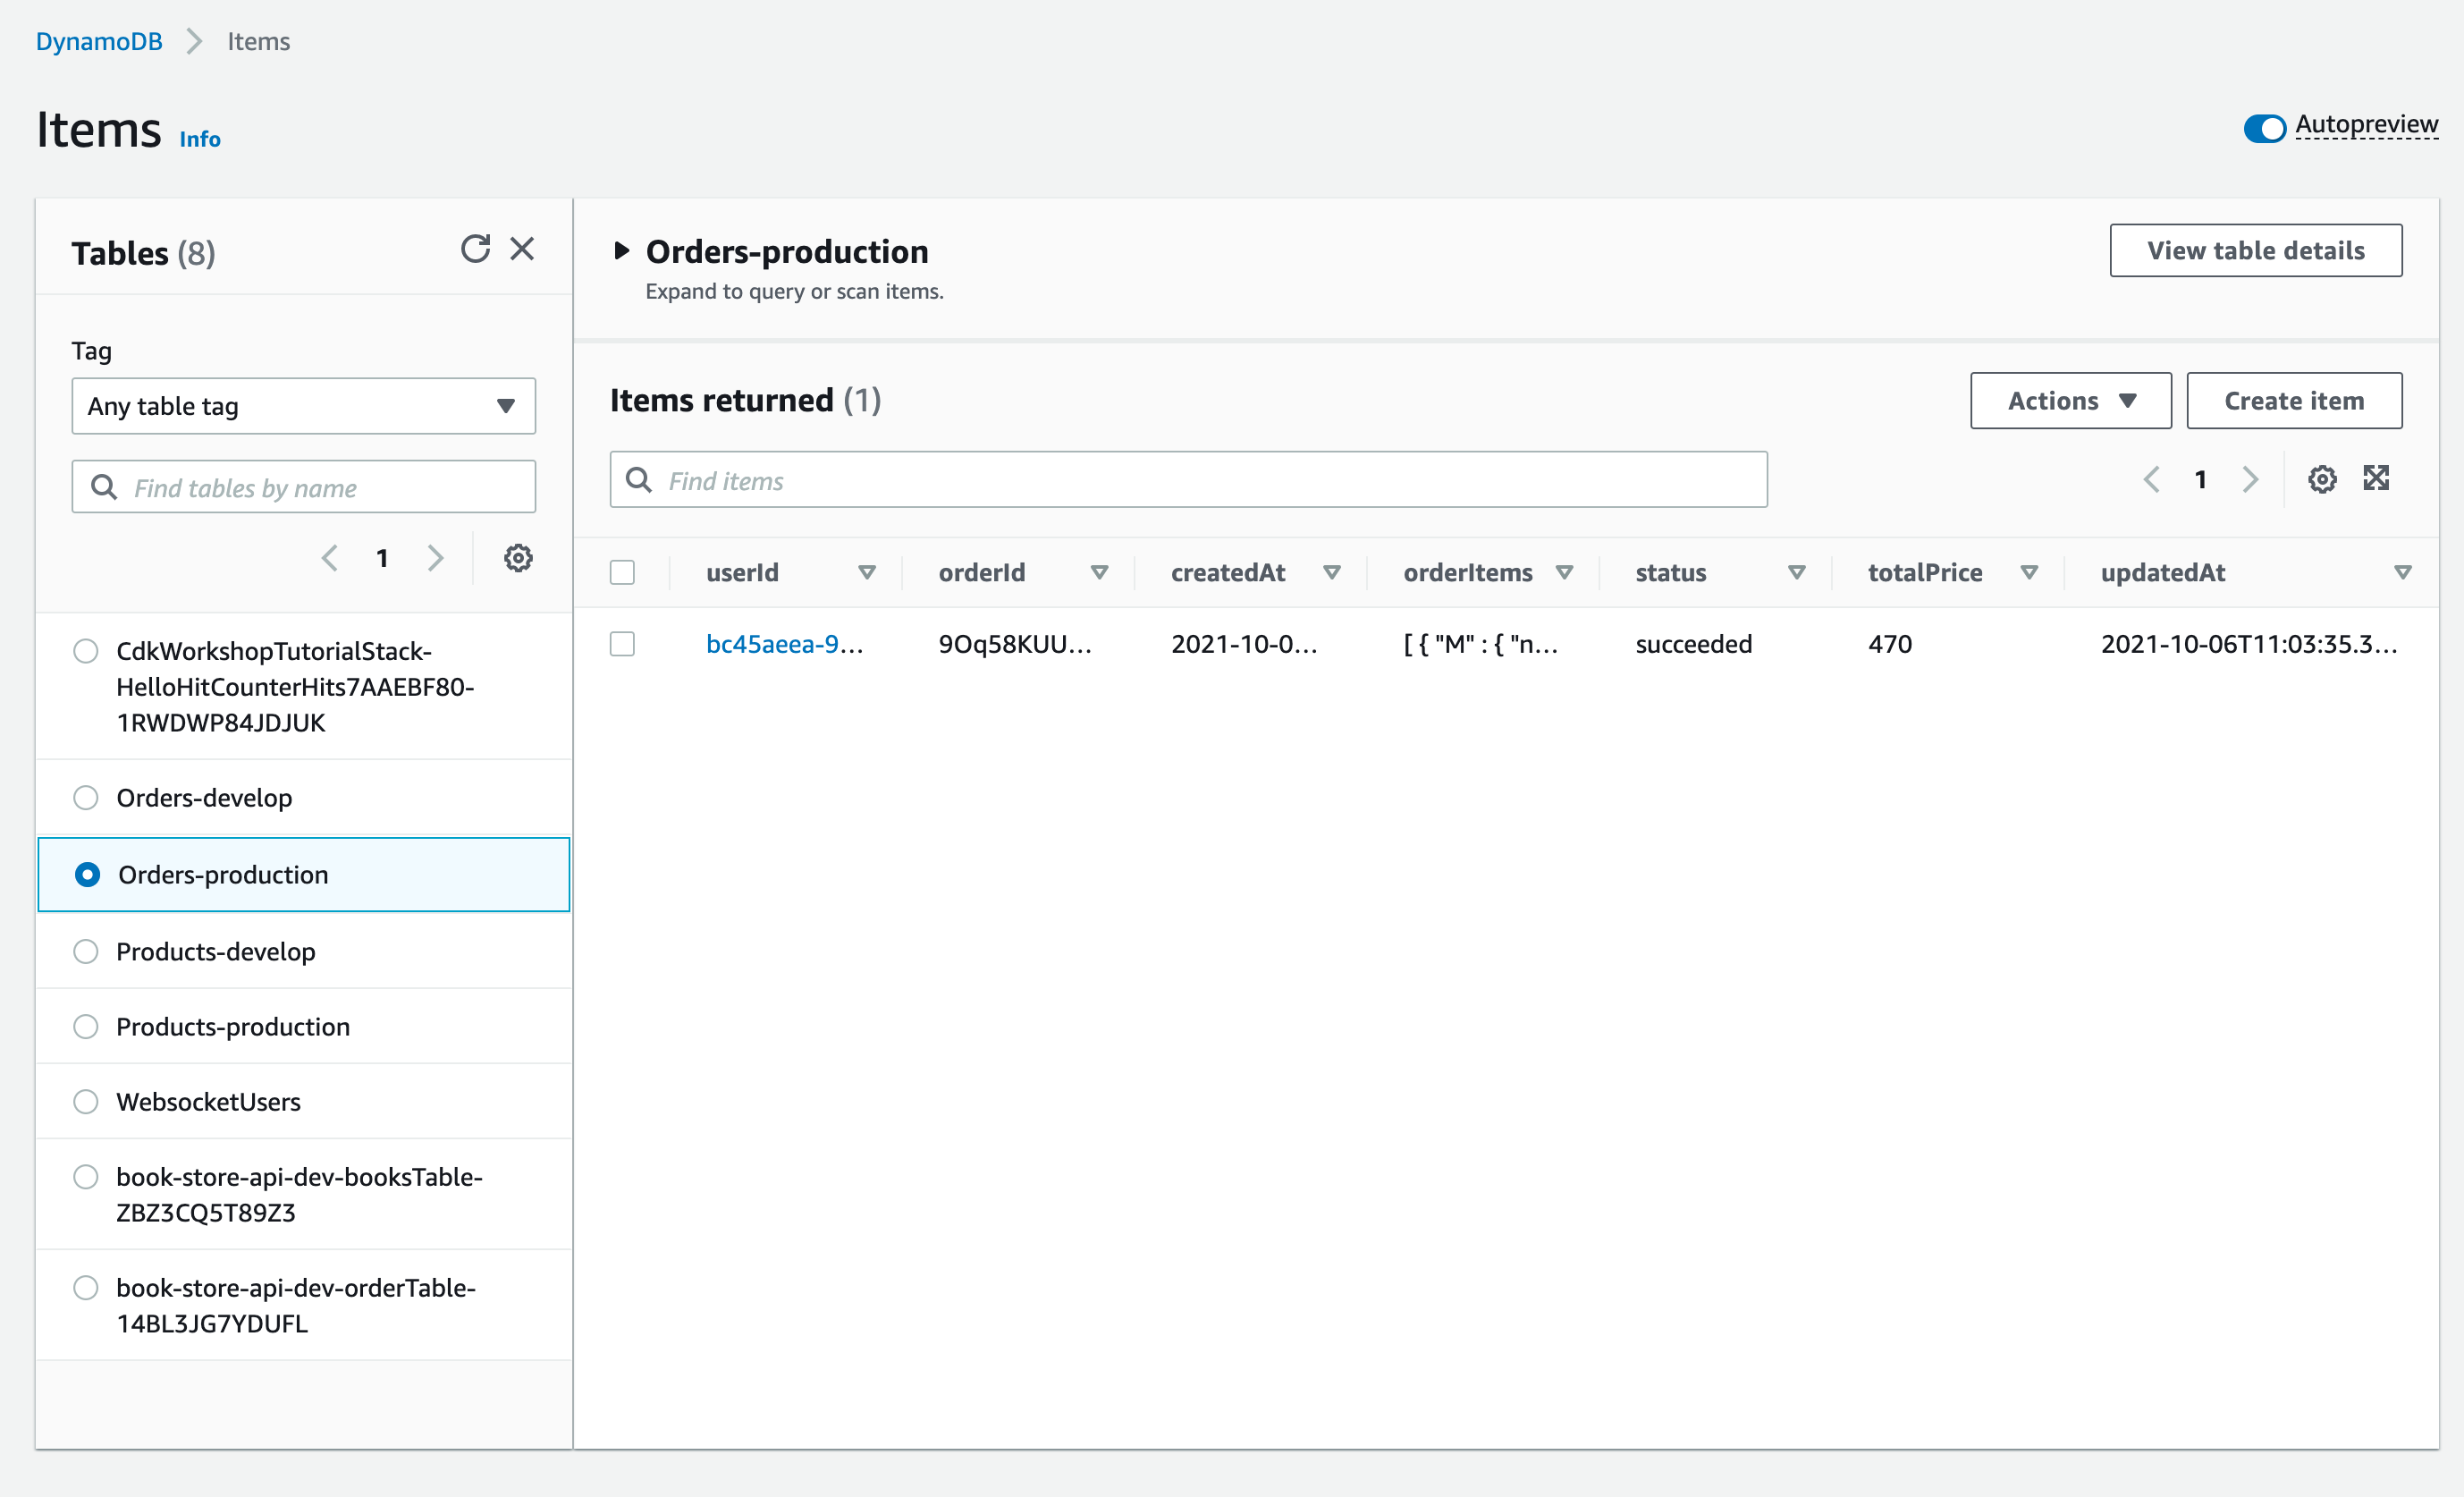 DynamoDB Items
Items Info
Autopreview
Tables (8)
Tag
Any table tag
Find tables by name
1
CdkWorkshopTutorialStack-
HelloHitCounterHits7AAEBF80-
1RWDWP84JDJUK
Orders-develop
Orders-production
Products-develop
Products-production
WebsocketUsers
book-store-api-dev-booksTable-
ZBZ3CQ5T89Z3
book-store-api-dev-orderTable-
14BL3JG7YDUFL
Orders-production
Expand to query or scan items.
View table details
Items returned (1)
Actions
Create item
Find items
1
userId orderId createdAt orderItems status totalPrice updatedAt
bc45aeea-9... 9Oq58KUU... 2021-10-0... [ { "M" : { "n... succeeded 470 2021-10-06T11:03:35.3...